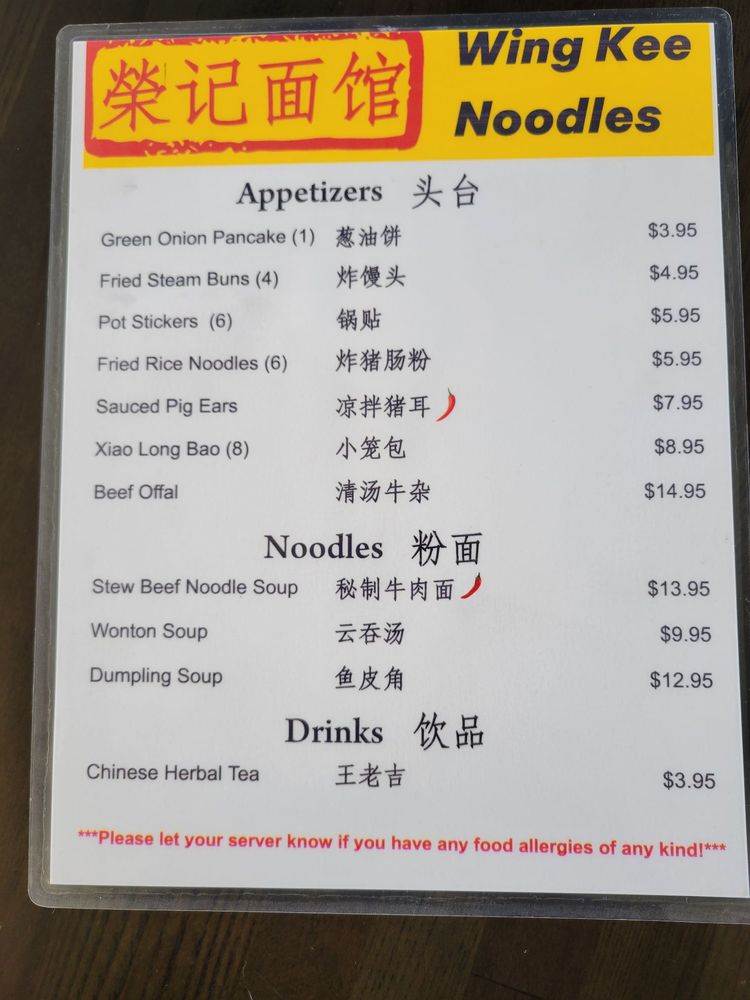 榮记面馆 Wing Kee
Noodles
Appetizers 头台
Green Onion Pancake (1) 葱油饼 $3.95
Fried Steam Buns (4) 炸馒头 $4.95
Pot Stickers (6) 锅贴 $5.95
Fried Rice Noodles (6) 炸猪肠粉 $5.95
Sauced Pig Ears 凉拌猪耳 $7.95
Xiao Long Bao (8) 小笼包 $8.95
Beef Offal 清汤牛杂 $14.95
Noodles 粉面
Stew Beef Noodle Soup 秘制牛肉面 $13.95
Wonton Soup 云吞汤 $9.95
Dumpling Soup 鱼皮角 $12.95
Drinks 饮品
Chinese Herbal Tea 王老吉 $3.95
***Please let your server know if you have any food allergies of any kind!***